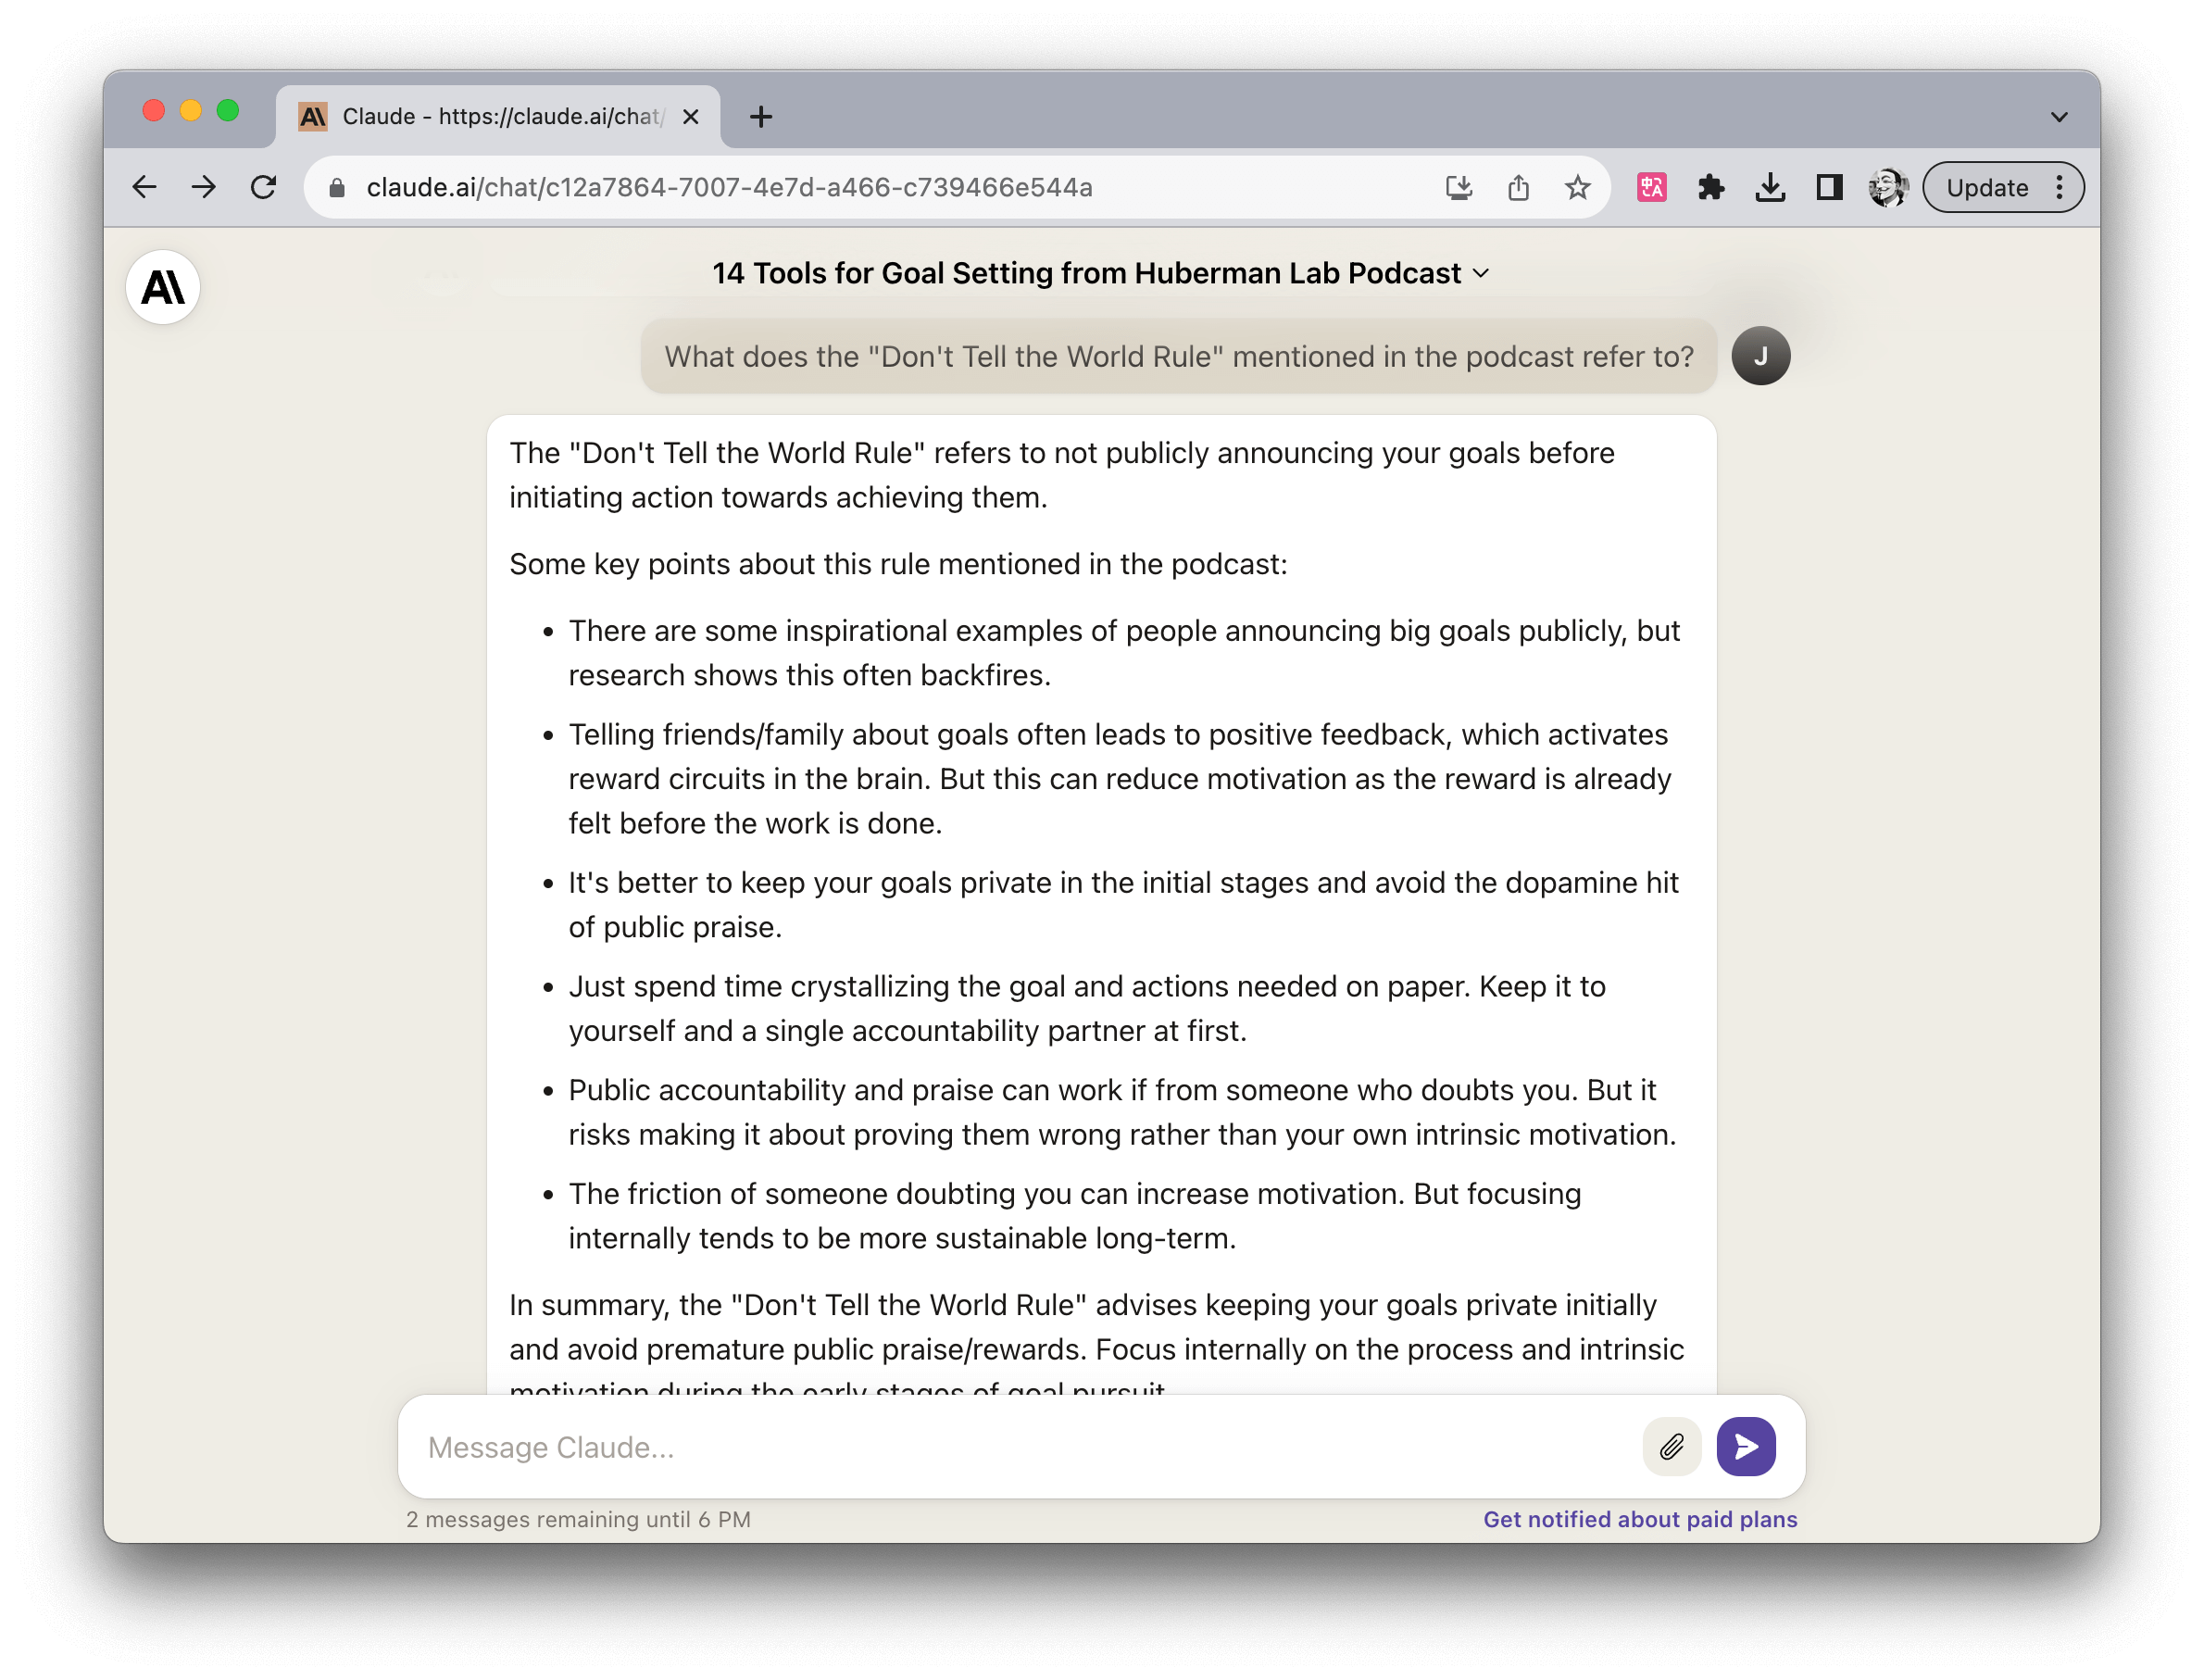 Claude - https://claude.ai/chat/
claude.ai/chat/c12a7864-7007-4e7d-a466-c739466e544a
Update
14 Tools for Goal Setting from Huberman Lab Podcast
What does the "Don't Tell the World Rule" mentioned in the podcast refer to?
J
The "Don't Tell the World Rule" refers to not publicly announcing your goals before
initiating action towards achieving them.
Some key points about this rule mentioned in the podcast:
• There are some inspirational examples of people announcing big goals publicly, but
research shows this often backfires.
• Telling friends/family about goals often leads to positive feedback, which activates
reward circuits in the brain. But this can reduce motivation as the reward is already
felt before the work is done.
• It's better to keep your goals private in the initial stages and avoid the dopamine hit
of public praise.
• Just spend time crystallizing the goal and actions needed on paper. Keep it to
yourself and a single accountability partner at first.
• Public accountability and praise can work if from someone who doubts you. But it
risks making it about proving them wrong rather than your own intrinsic motivation.
• The friction of someone doubting you can increase motivation. But focusing
internally tends to be more sustainable long-term.
In summary, the "Don't Tell the World Rule" advises keeping your goals private initially
and avoid premature public praise/rewards. Focus internally on the process and intrinsic
motivation during the early stages of goal pursuit.
Message Claude...
2 messages remaining until 6 PM
Get notified about paid plans